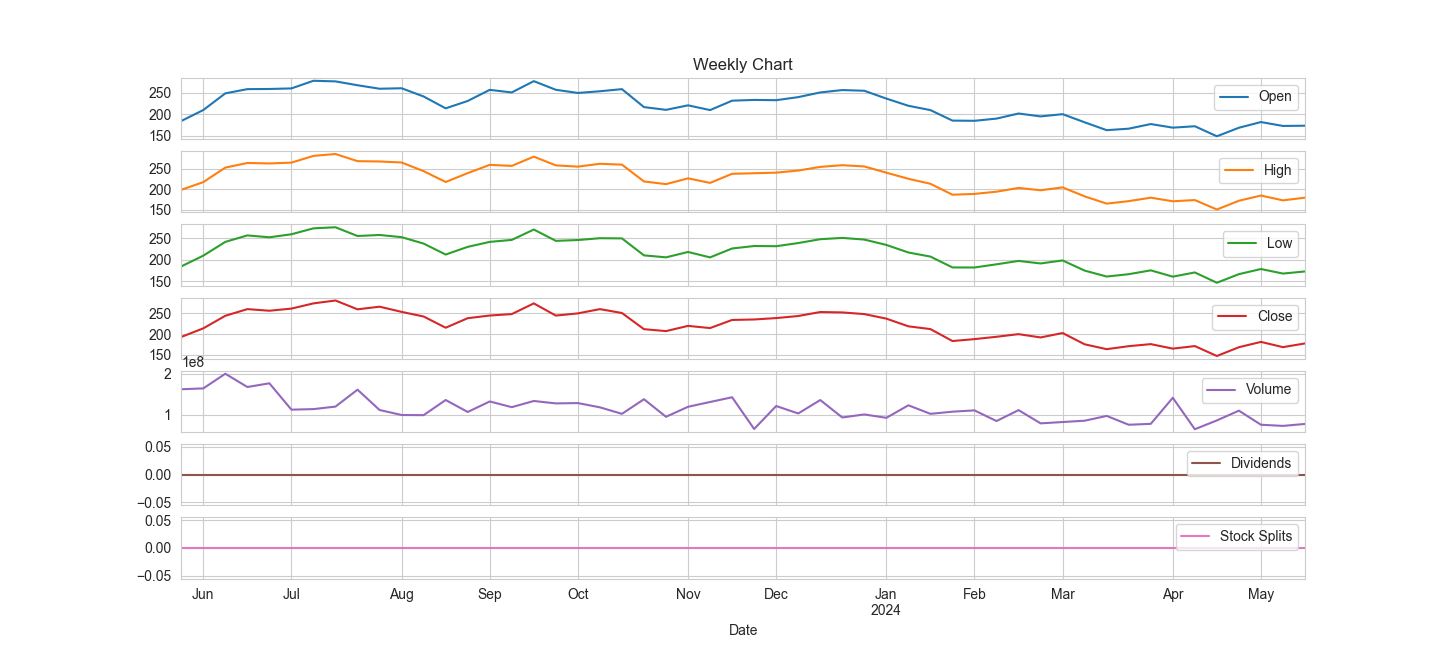 Weekly Chart
250
200
150
Open
250
200
150
High
250
200
150
Low
250
200
150
Close
1e8
2
1
Volume
0.05
0.00
−0.05
Dividends
0.05
0.00
−0.05
Stock Splits
Jun Jul Aug Sep Oct Nov Dec Jan Feb Mar Apr May
2024
Date